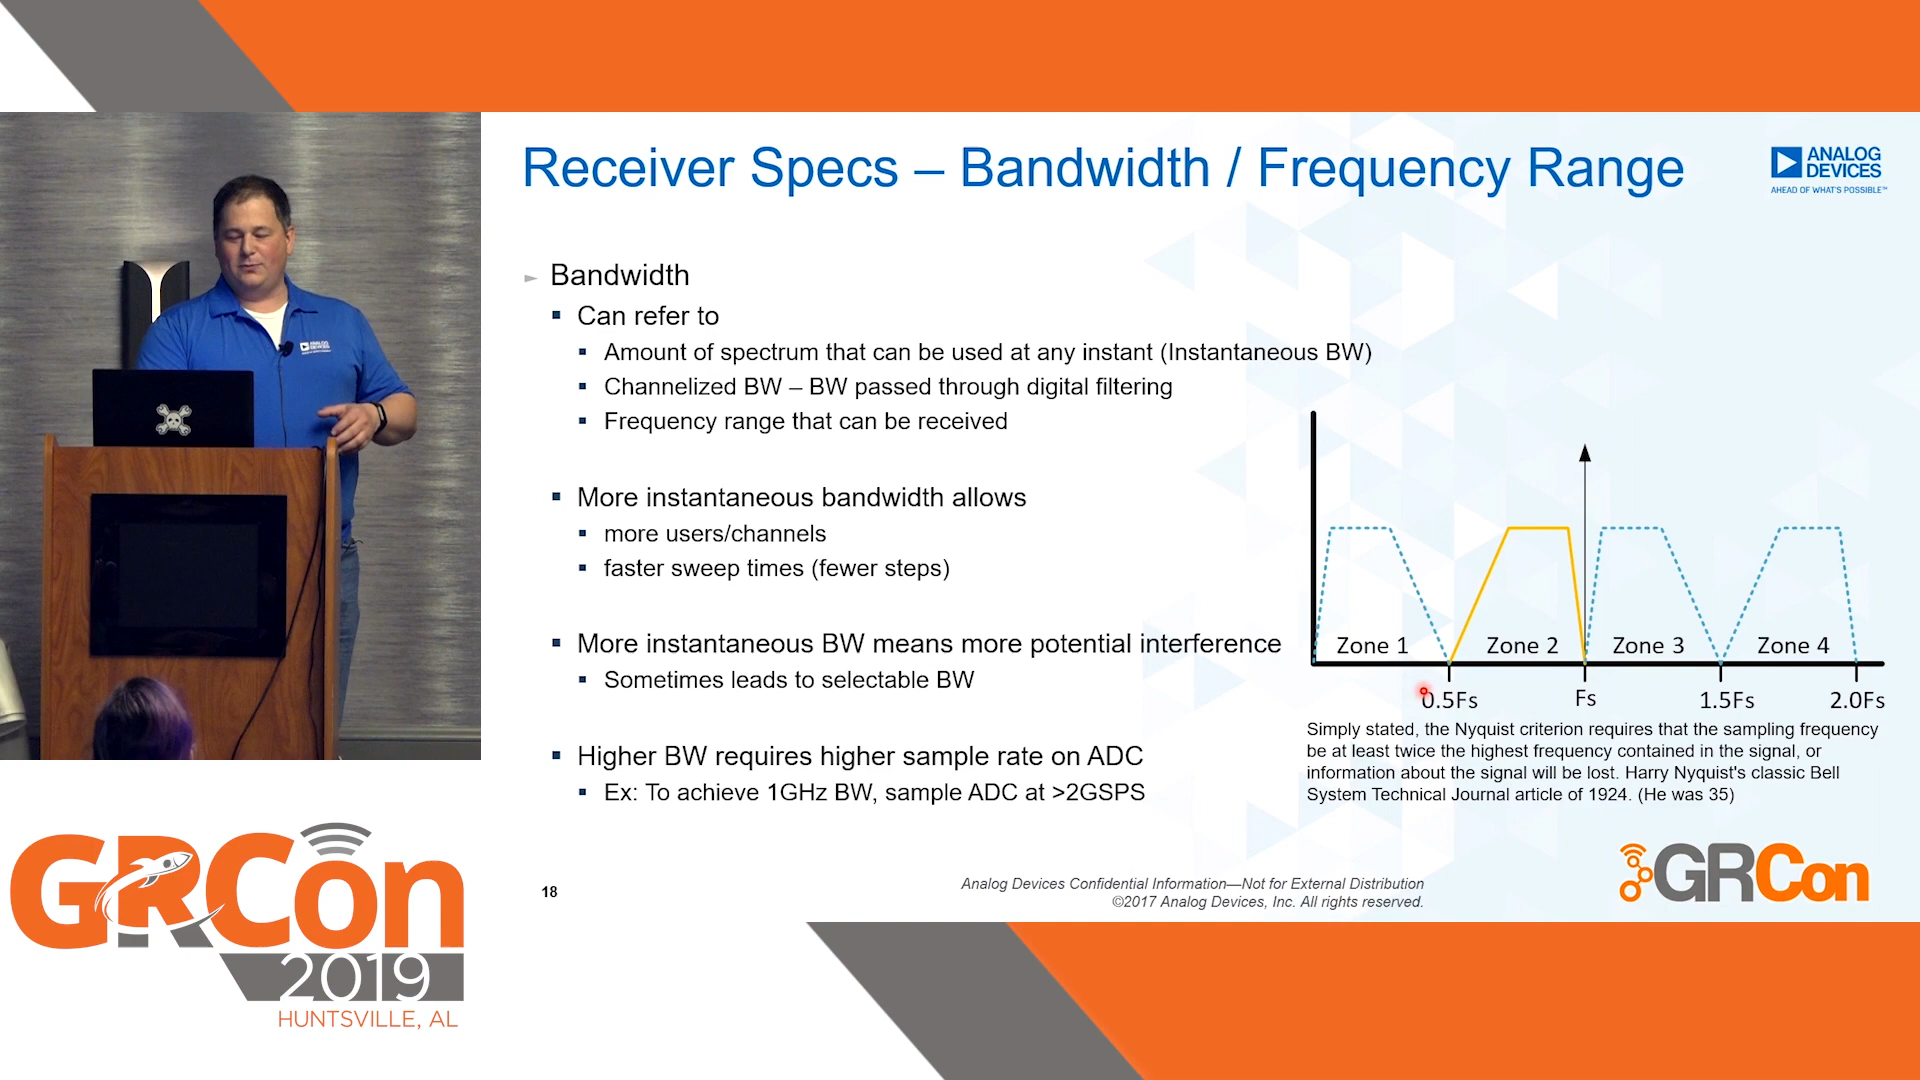 Receiver Specs – Bandwidth / Frequency Range
ANALOG
DEVICES
AHEAD OF WHAT'S POSSIBLE™
► Bandwidth
▪ Can refer to
▪ Amount of spectrum that can be used at any instant (Instantaneous BW)
▪ Channelized BW – BW passed through digital filtering
▪ Frequency range that can be received
▪ More instantaneous bandwidth allows
▪ more users/channels
▪ faster sweep times (fewer steps)
▪ More instantaneous BW means more potential interference
▪ Sometimes leads to selectable BW
▪ Higher BW requires higher sample rate on ADC
▪ Ex: To achieve 1GHz BW, sample ADC at >2GSPS
Zone 1 Zone 2 Zone 3 Zone 4
0.5Fs Fs 1.5Fs 2.0Fs
Simply stated, the Nyquist criterion requires that the sampling frequency
be at least twice the highest frequency contained in the signal, or
information about the signal will be lost. Harry Nyquist's classic Bell
System Technical Journal article of 1924. (He was 35)
18
Analog Devices Confidential Information—Not for External Distribution
©2017 Analog Devices, Inc. All rights reserved.
GRCon
ANALOG
DEVICES
GRCon
2019
HUNTSVILLE, AL